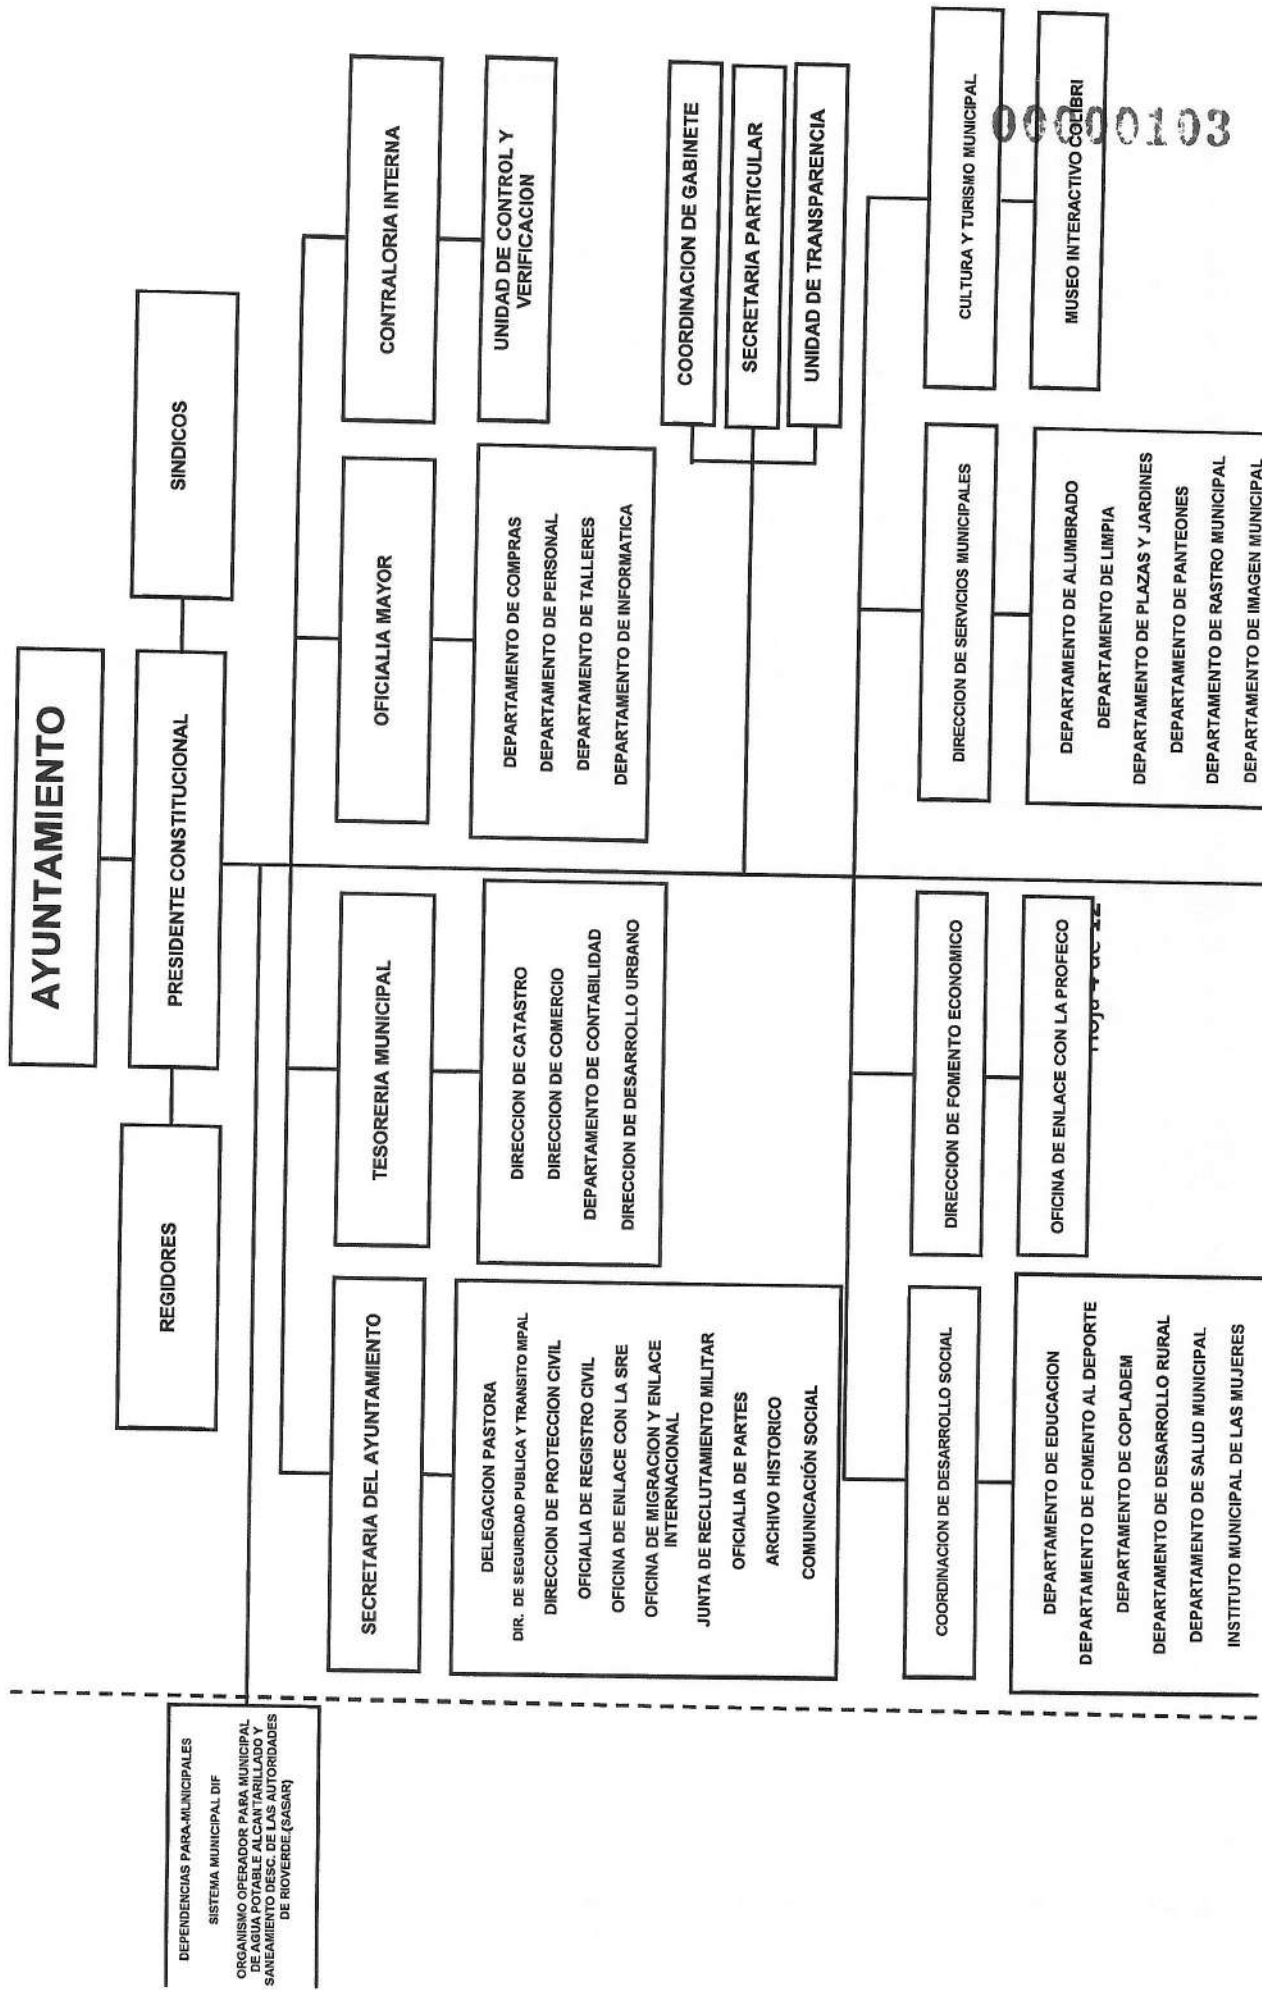 AYUNTAMIENTO
REGIDORES
PRESIDENTE CONSTITUCIONAL
SINDICOS
DEPENDENCIAS PARA-MUNICIPALES
SISTEMA MUNICIPAL DIF
ORGANISMO OPERADOR PARA MUNICIPAL
DE AGUA POTABLE ALCANTARILLADO Y
SANEAMIENTO DESC. DE LAS AUTORIDADES
DE RIOVERDE.(SASAR)
SECRETARIA DEL AYUNTAMIENTO
DELEGACION PASTORA
DIR. DE SEGURIDAD PUBLICA Y TRANSITO MPAL
DIRECCION DE PROTECCION CIVIL
OFICIALIA DE REGISTRO CIVIL
OFICINA DE ENLACE CON LA SRE
OFICINA DE MIGRACION Y ENLACE
INTERNACIONAL
JUNTA DE RECLUTAMIENTO MILITAR
OFICIALIA DE PARTES
ARCHIVO HISTORICO
COMUNICACIÓN SOCIAL
TESORERIA MUNICIPAL
DIRECCION DE CATASTRO
DIRECCION DE COMERCIO
DEPARTAMENTO DE CONTABILIDAD
DIRECCION DE DESARROLLO URBANO
OFICIALIA MAYOR
DEPARTAMENTO DE COMPRAS
DEPARTAMENTO DE PERSONAL
DEPARTAMENTO DE TALLERES
DEPARTAMENTO DE INFORMATICA
CONTRALORIA INTERNA
UNIDAD DE CONTROL Y
VERIFICACION
COORDINACION DE GABINETE
SECRETARIA PARTICULAR
UNIDAD DE TRANSPARENCIA
COORDINACION DE DESARROLLO SOCIAL
DEPARTAMENTO DE EDUCACION
DEPARTAMENTO DE FOMENTO AL DEPORTE
DEPARTAMENTO DE COPLADEM
DEPARTAMENTO DE DESARROLLO RURAL
DEPARTAMENTO DE SALUD MUNICIPAL
INSTITUTO MUNICIPAL DE LAS MUJERES
DIRECCION DE FOMENTO ECONOMICO
OFICINA DE ENLACE CON LA PROFECO
Hoja 4 de 12
DIRECCION DE SERVICIOS MUNICIPALES
DEPARTAMENTO DE ALUMBRADO
DEPARTAMENTO DE LIMPIA
DEPARTAMENTO DE PLAZAS Y JARDINES
DEPARTAMENTO DE PANTEONES
DEPARTAMENTO DE RASTRO MUNICIPAL
DEPARTAMENTO DE IMAGEN MUNICIPAL
CULTURA Y TURISMO MUNICIPAL
MUSEO INTERACTIVO COLIBRI
00000103